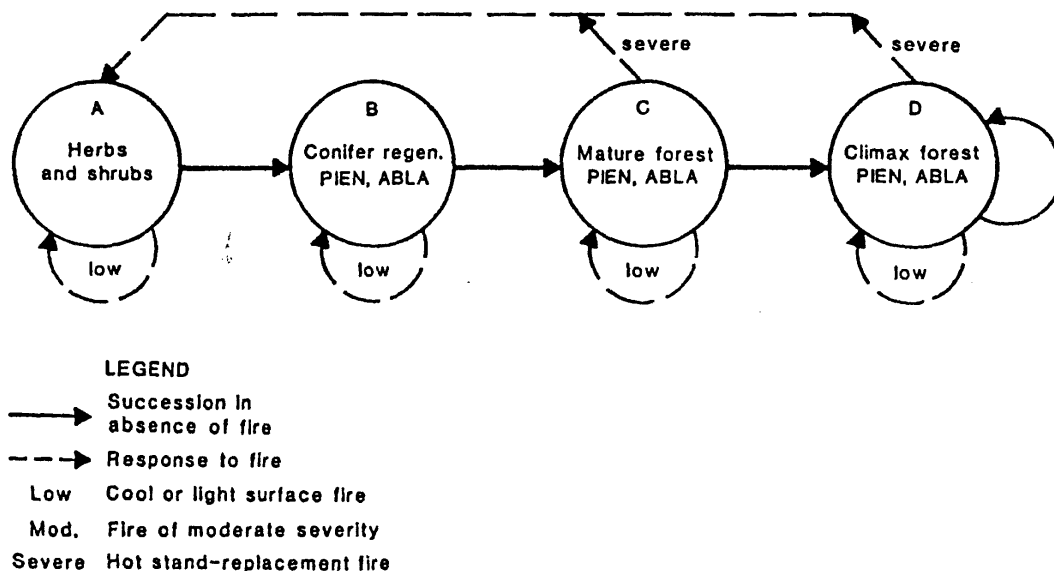 severe
severe
A
Herbs
and shrubs
B
Conifer regen.
PIEN, ABLA
C
Mature forest
PIEN, ABLA
D
Climax forest
PIEN, ABLA
low
low
low
low
LEGEND
Succession in
absence of fire
Response to fire
Low Cool or light surface fire
Mod. Fire of moderate severity
Severe Hot stand-replacement fire